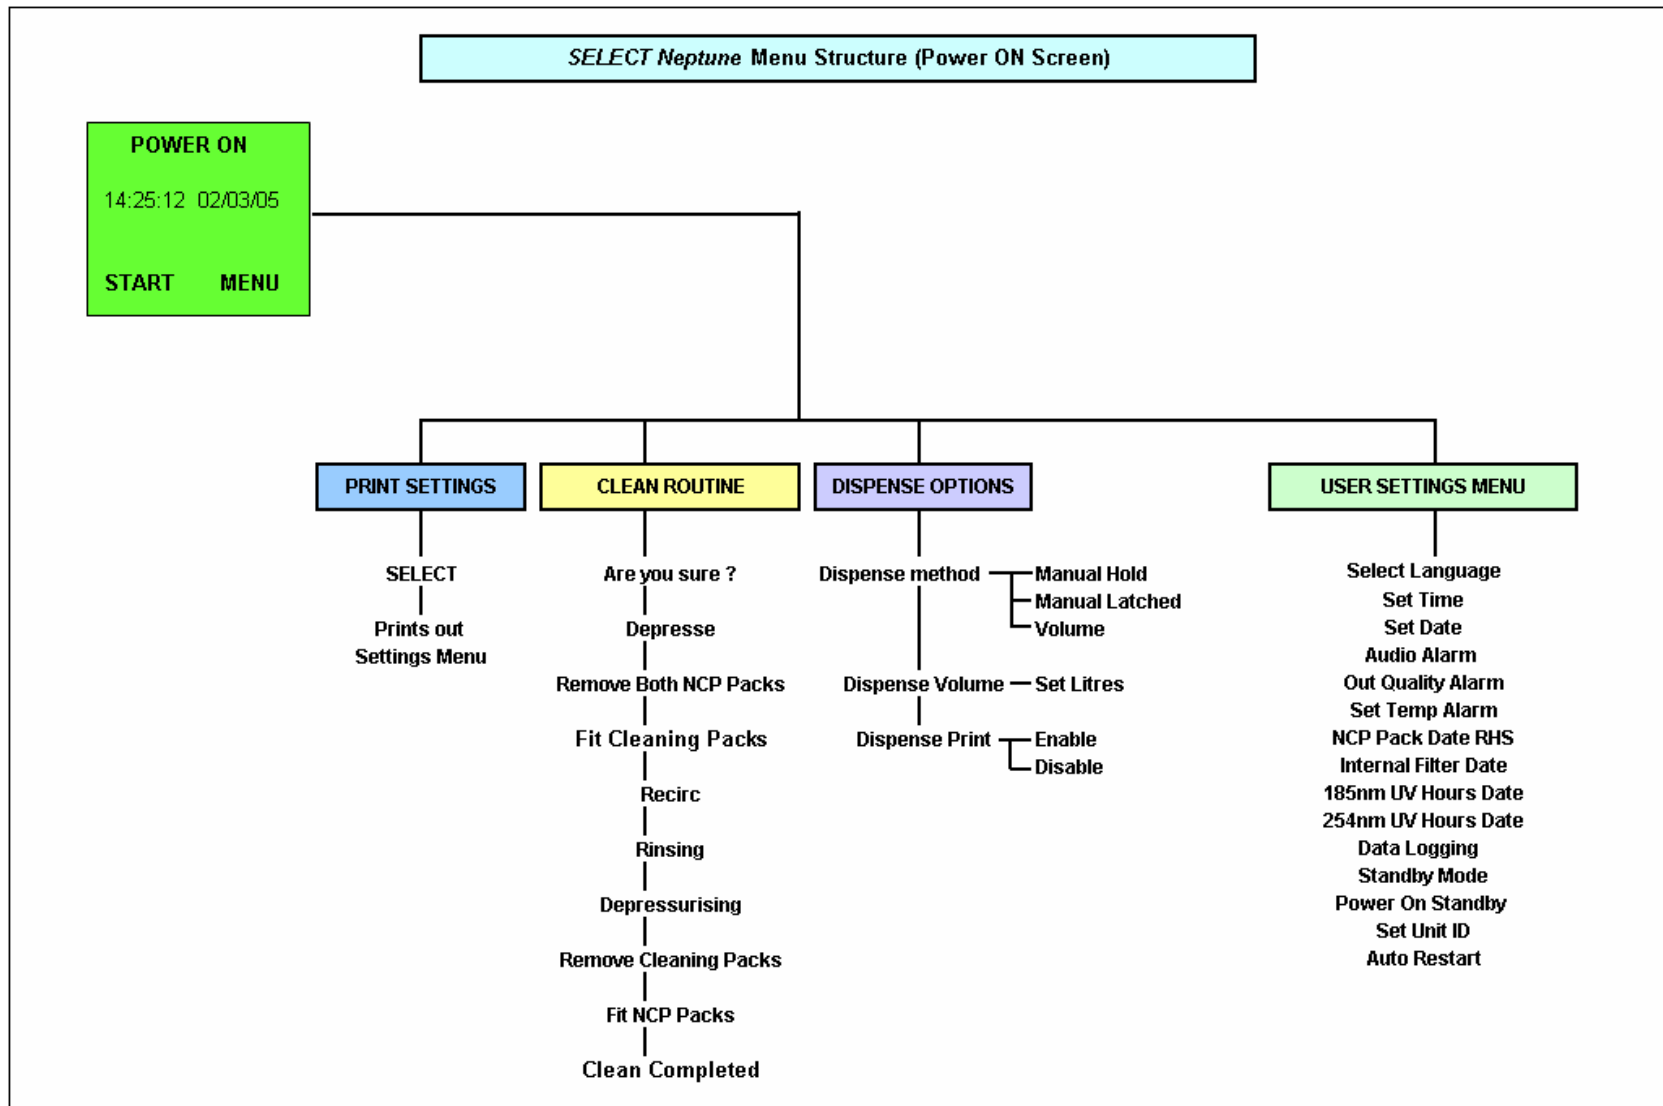 SELECT Neptune Menu Structure (Power ON Screen)
POWER ON
14:25:12 02/03/05
START MENU
PRINT SETTINGS
SELECT
Prints out
Settings Menu
CLEAN ROUTINE
Are you sure ?
Depresse
Remove Both NCP Packs
Fit Cleaning Packs
Recirc
Rinsing
Depressurising
Remove Cleaning Packs
Fit NCP Packs
Clean Completed
DISPENSE OPTIONS
Dispense method
Manual Hold
Manual Latched
Volume
Dispense Volume
Set Litres
Dispense Print
Enable
Disable
USER SETTINGS MENU
Select Language
Set Time
Set Date
Audio Alarm
Out Quality Alarm
Set Temp Alarm
NCP Pack Date RHS
Internal Filter Date
185nm UV Hours Date
254nm UV Hours Date
Data Logging
Standby Mode
Power On Standby
Set Unit ID
Auto Restart